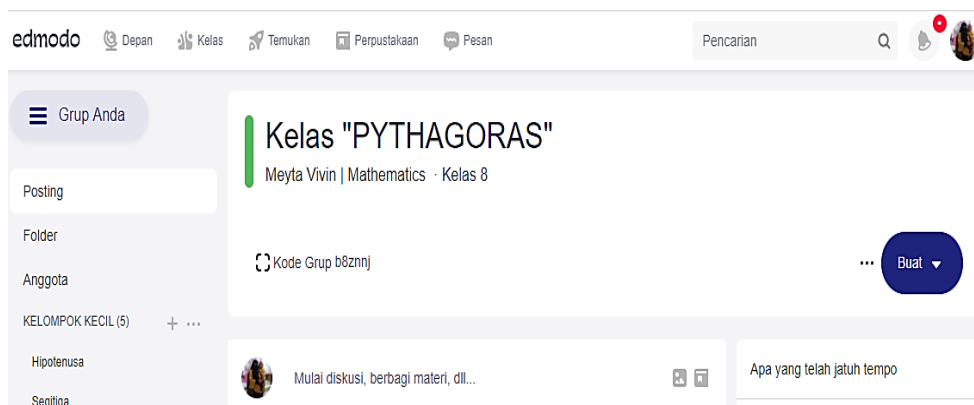 edmodo Depan Kelas Temukan Perpustakaan Pesan Pencarian
Grup Anda
Kelas "PYTHAGORAS"
Meyta Vivin | Mathematics · Kelas 8
Posting
Folder
Anggota
Kode Grup b8znnj
... Buat
KELOMPOK KECIL (5) + ...
Hipotenusa
Segitiga
Mulai diskusi, berbagi materi, dll...
Apa yang telah jatuh tempo